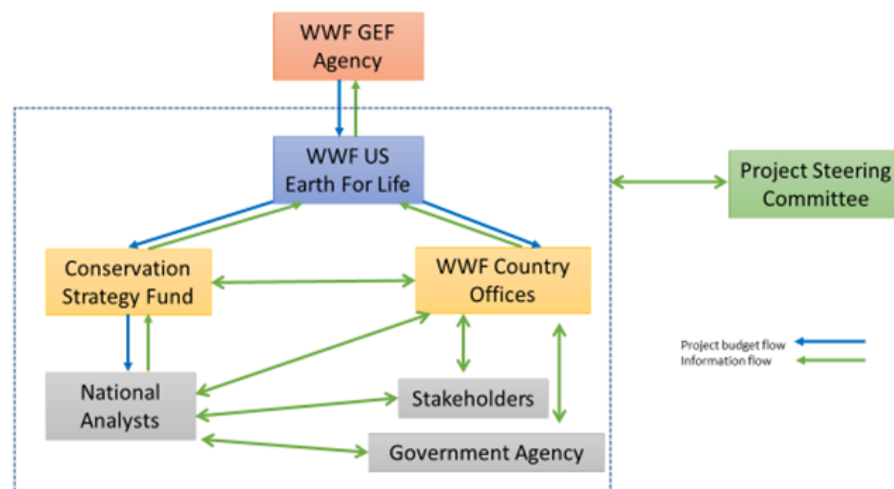 WWF GEF
Agency
WWF US
Earth For Life
Project Steering
Committee
Conservation
Strategy Fund
WWF Country
Offices
Project budget flow
Information flow
National
Analysts
Stakeholders
Government Agency